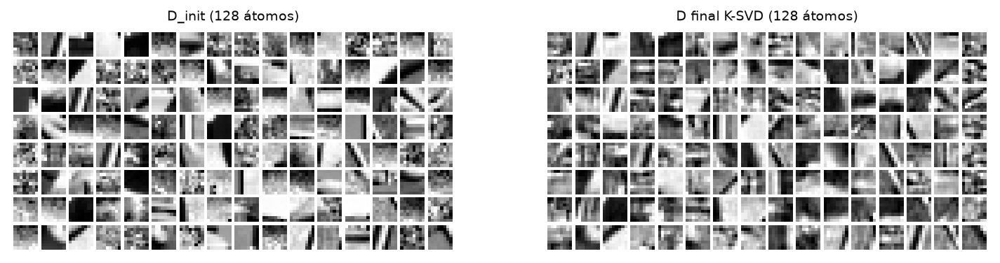 D_init (128 átomos)
D final K-SVD (128 átomos)